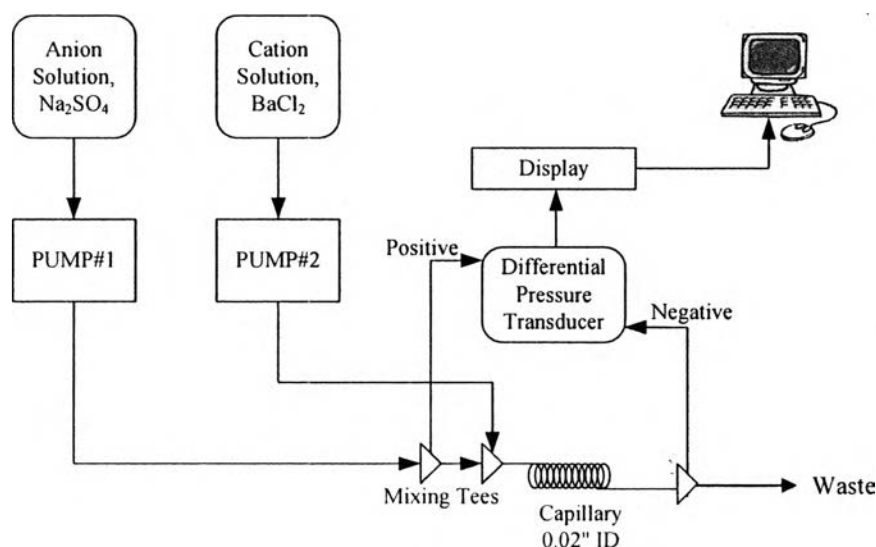 Anion
Solution,
Na₂SO₄
Cation
Solution,
BaCl₂
PUMP#1
PUMP#2
Display
Positive
Differential
Pressure
Transducer
Negative
Mixing Tees
Capillary
0.02" ID
Waste